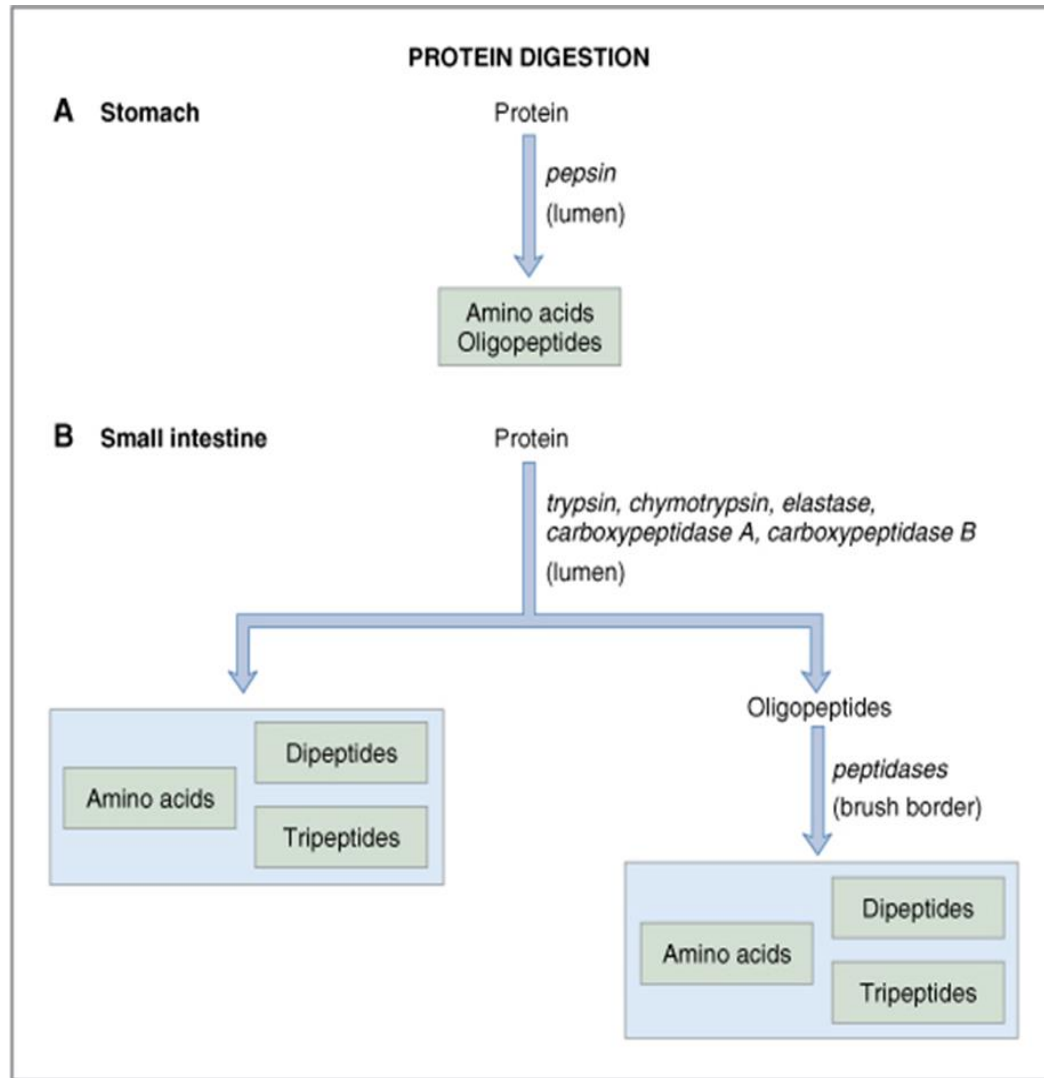 PROTEIN DIGESTION
A Stomach
Protein
pepsin
(lumen)
Amino acids
Oligopeptides
B Small intestine
Protein
trypsin, chymotrypsin, elastase,
carboxypeptidase A, carboxypeptidase B
(lumen)
Amino acids
Dipeptides
Tripeptides
Oligopeptides
peptidases
(brush border)
Amino acids
Dipeptides
Tripeptides